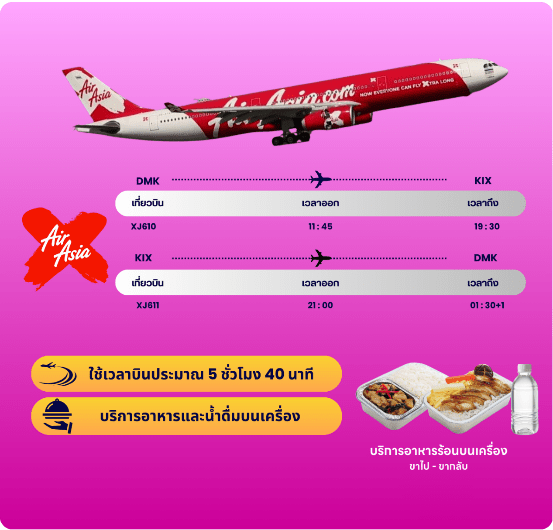 Air
Asia
AirAsia.com
NOW EVERYONE CAN FLY XTRA LONG
DMK KIX
เที่ยวบิน เวลาออก เวลาถึง
XJ610 11 : 45 19 : 30
Air
Asia
KIX DMK
เที่ยวบิน เวลาออก เวลาถึง
XJ611 21 : 00 01 : 30+1
ใช้เวลาบินประมาณ 5 ชั่วโมง 40 นาที
บริการอาหารและน้ำดื่มบนเครื่อง
บริการอาหารร้อนบนเครื่อง
ขาไป - ขากลับ